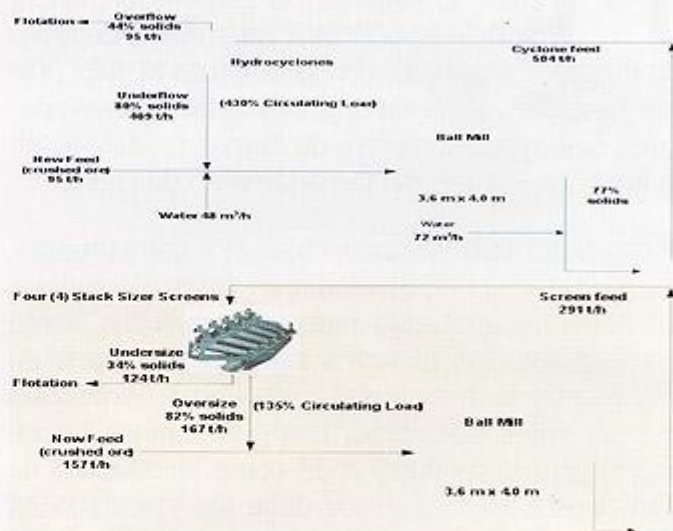 Overflow
Flotation 44% solids
95 t/h
Hydrocyclones
Cyclone feed
504 t/h
Underflow
80% solids
469 t/h
(430% Circulating Load)
Ball Mill
New Feed
(crushed ore)
95 t/h
3.6 m x 4.0 m
77%
solids
Water 48 m³/h
Water
72 m³/h
Four (4) Stack Sizer Screens
Screen feed
291 t/h
Undersize
34% solids
Flotation 124 t/h
Oversize
82% solids
167 t/h
(135% Circulating Load)
Ball Mill
New Feed
(crushed ore)
157 t/h
3.6 m x 4.0 m